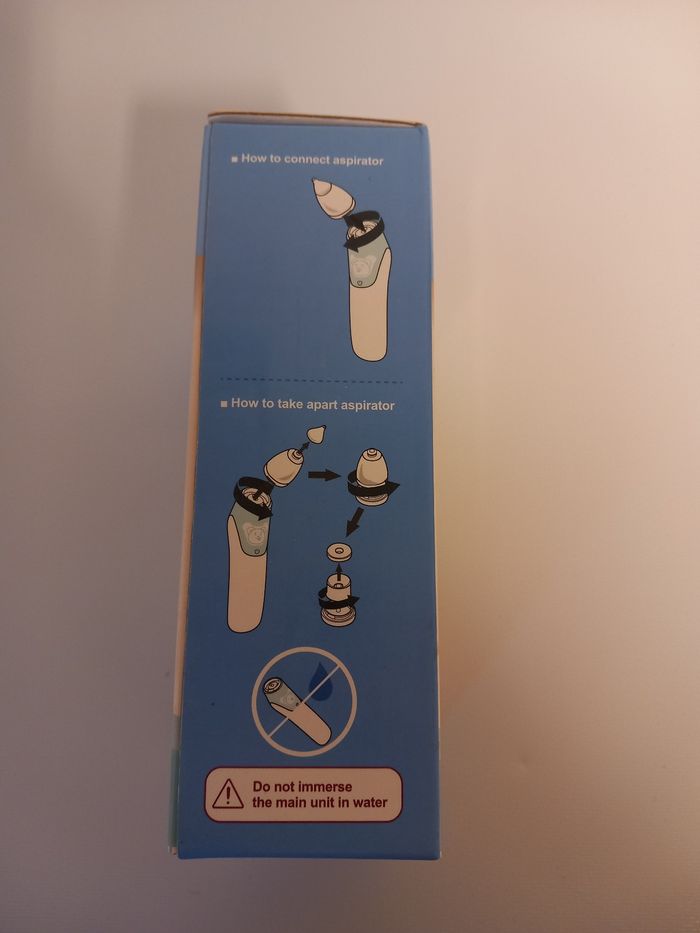 ▪ How to connect aspirator
▪ How to take apart aspirator
Do not immerse
the main unit in water